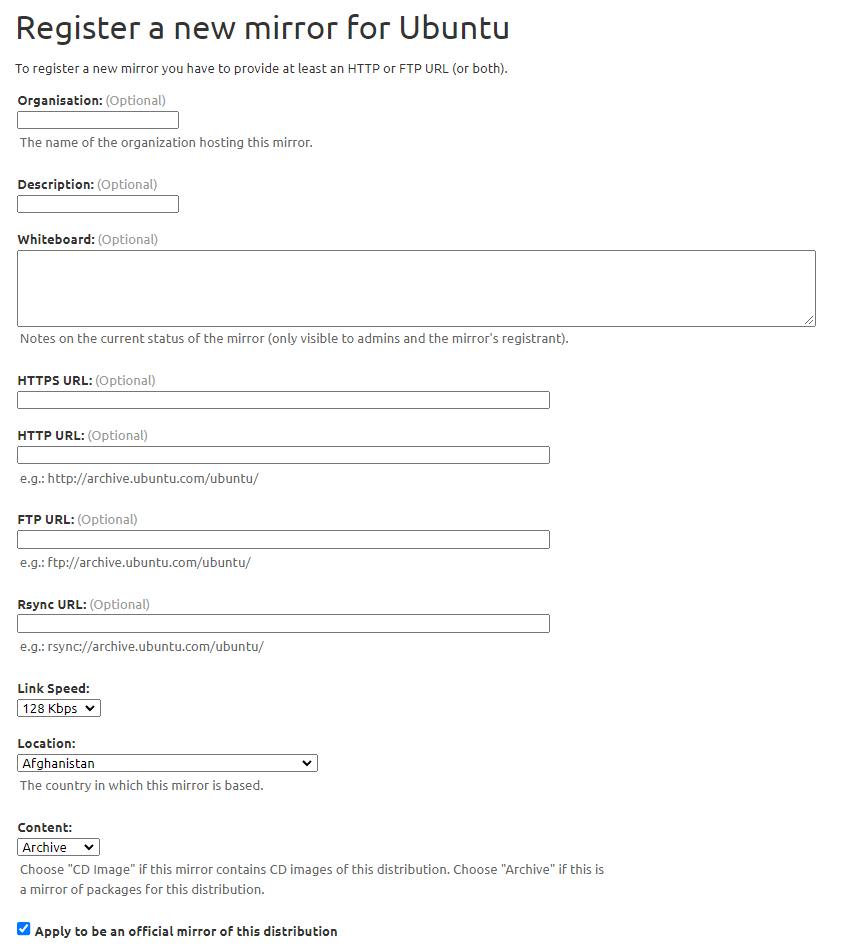 Register a new mirror for Ubuntu
To register a new mirror you have to provide at least an HTTP or FTP URL (or both).
Organisation: (Optional)
The name of the organization hosting this mirror.
Description: (Optional)
Whiteboard: (Optional)
Notes on the current status of the mirror (only visible to admins and the mirror's registrant).
HTTPS URL: (Optional)
HTTP URL: (Optional)
e.g.: http://archive.ubuntu.com/ubuntu/
FTP URL: (Optional)
e.g.: ftp://archive.ubuntu.com/ubuntu/
Rsync URL: (Optional)
e.g.: rsync://archive.ubuntu.com/ubuntu/
Link Speed:
128 Kbps
Location:
Afghanistan
The country in which this mirror is based.
Content:
Archive
Choose "CD Image" if this mirror contains CD images of this distribution. Choose "Archive" if this is
a mirror of packages for this distribution.
Apply to be an official mirror of this distribution